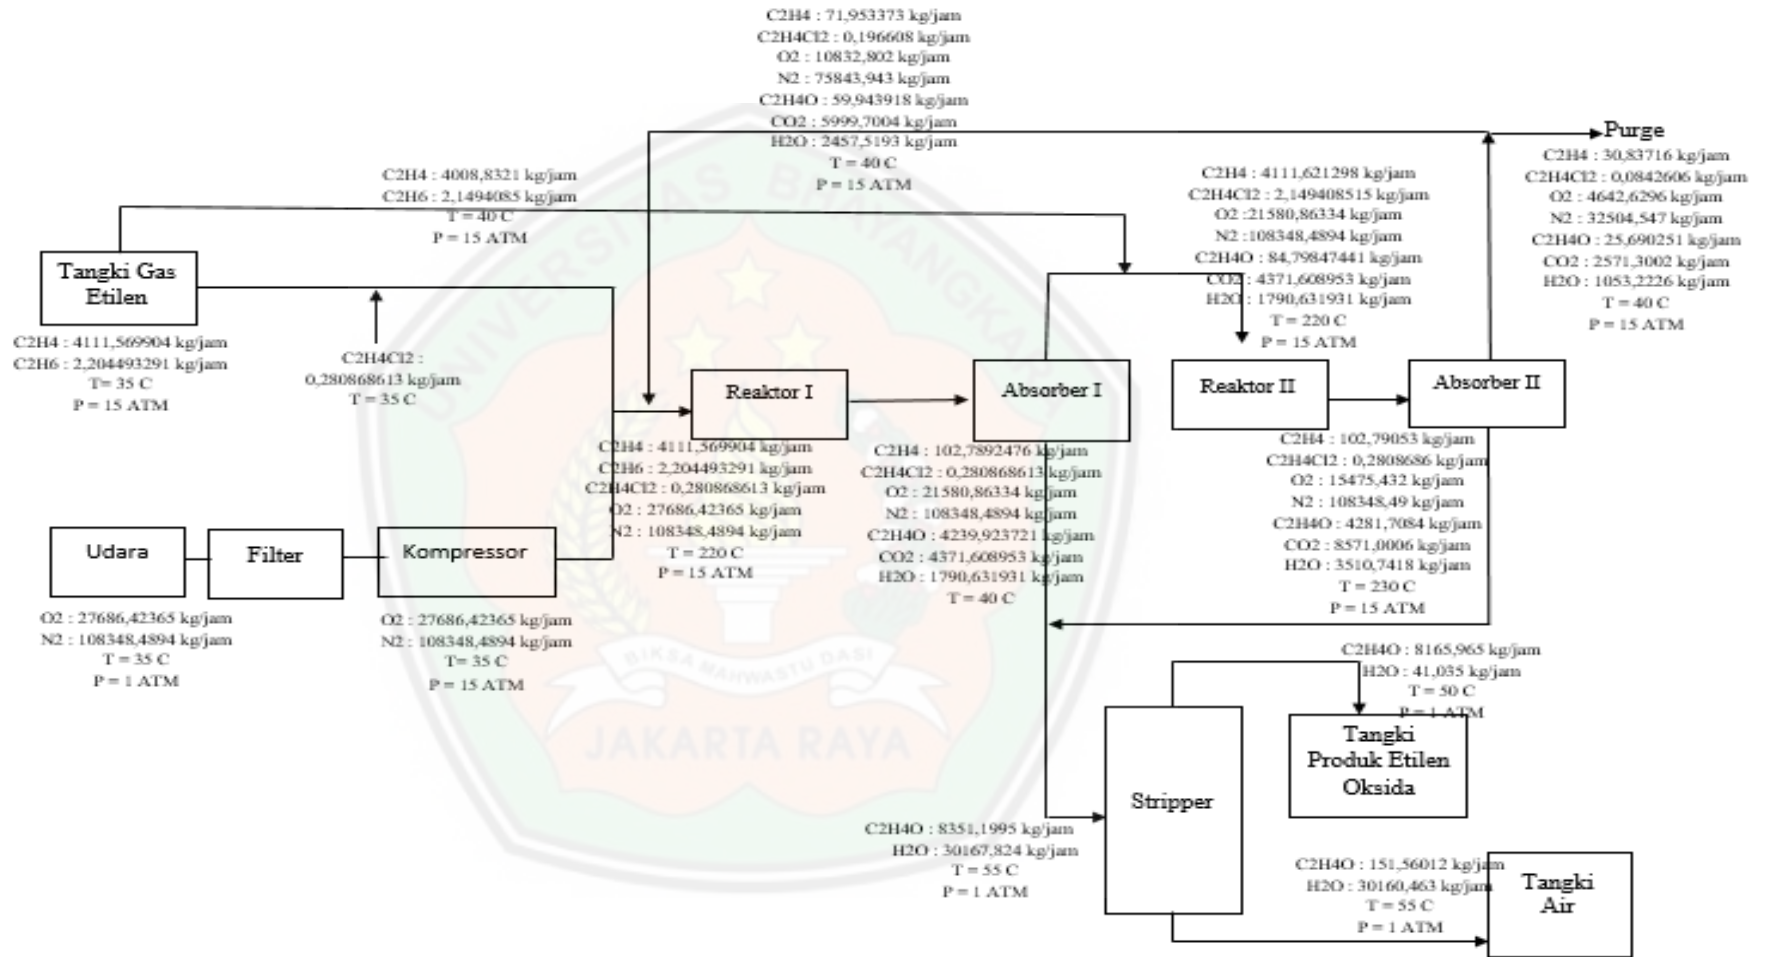 C2H4 : 71,953373 kg/jam
C2H4Cl2 : 0,196608 kg/jam
O2 : 10832,802 kg/jam
N2 : 75843,943 kg/jam
C2H4O : 59,943918 kg/jam
CO2 : 5999,7004 kg/jam
H2O : 2457,5193 kg/jam
T = 40 C
P = 15 ATM
Purge
C2H4 : 30,83716 kg/jam
C2H4Cl2 : 0,0842606 kg/jam
O2 : 4642,6296 kg/jam
N2 : 32504,547 kg/jam
C2H4O : 25,690251 kg/jam
CO2 : 2571,3002 kg/jam
H2O : 1053,2226 kg/jam
T = 40 C
P = 15 ATM
C2H4 : 4008,8321 kg/jam
C2H6 : 2,1494085 kg/jam
T = 40 C
P = 15 ATM
C2H4 : 4111,621298 kg/jam
C2H4Cl2 : 2,149408515 kg/jam
O2 :21580,86334 kg/jam
N2 :108348,4894 kg/jam
C2H4O : 84,79847441 kg/jam
CO2 : 4371,608953 kg/jam
H2O : 1790,631931 kg/jam
T = 220 C
P = 15 ATM
Tangki Gas
Etilen
C2H4 : 4111,569904 kg/jam
C2H6 : 2,204493291 kg/jam
T= 35 C
P = 15 ATM
C2H4Cl2 :
0,280868613 kg/jam
T = 35 C
Reaktor I
Absorber I
Reaktor II
Absorber II
C2H4 : 4111,569904 kg/jam
C2H6 : 2,204493291 kg/jam
C2H4Cl2 : 0,280868613 kg/jam
O2 : 27686,42365 kg/jam
N2 : 108348,4894 kg/jam
T = 220 C
P = 15 ATM
C2H4 : 102,7892476 kg/jam
C2H4Cl2 : 0,280868613 kg/jam
O2 : 21580,86334 kg/jam
N2 : 108348,4894 kg/jam
C2H4O : 4239,923721 kg/jam
CO2 : 4371,608953 kg/jam
H2O : 1790,631931 kg/jam
T = 40 C
C2H4 : 102,79053 kg/jam
C2H4Cl2 : 0,2808686 kg/jam
O2 : 15475,432 kg/jam
N2 : 108348,49 kg/jam
C2H4O : 4281,7084 kg/jam
CO2 : 8571,0006 kg/jam
H2O : 3510,7418 kg/jam
T = 230 C
P = 15 ATM
Udara
Filter
Kompressor
O2 : 27686,42365 kg/jam
N2 : 108348,4894 kg/jam
T = 35 C
P = 1 ATM
O2 : 27686,42365 kg/jam
N2 : 108348,4894 kg/jam
T= 35 C
P = 15 ATM
C2H4O : 8165,965 kg/jam
H2O : 41,035 kg/jam
T = 50 C
P = 1 ATM
Tangki
Produk Etilen
Oksida
Stripper
C2H4O : 8351,1995 kg/jam
H2O : 30167,824 kg/jam
T = 55 C
P = 1 ATM
C2H4O : 151,56012 kg/jam
H2O : 30160,463 kg/jam
T = 55 C
P = 1 ATM
Tangki
Air
UNIVERSITAS BHAYANGKARA
BIKSA MAHWASTU DASI
JAKARTA RAYA